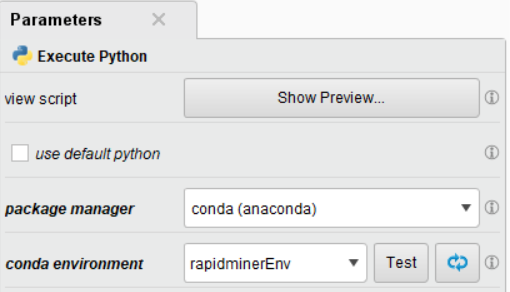 Parameters
Execute Python
view script Show Preview...
use default python
package manager conda (anaconda)
conda environment rapidminerEnv Test